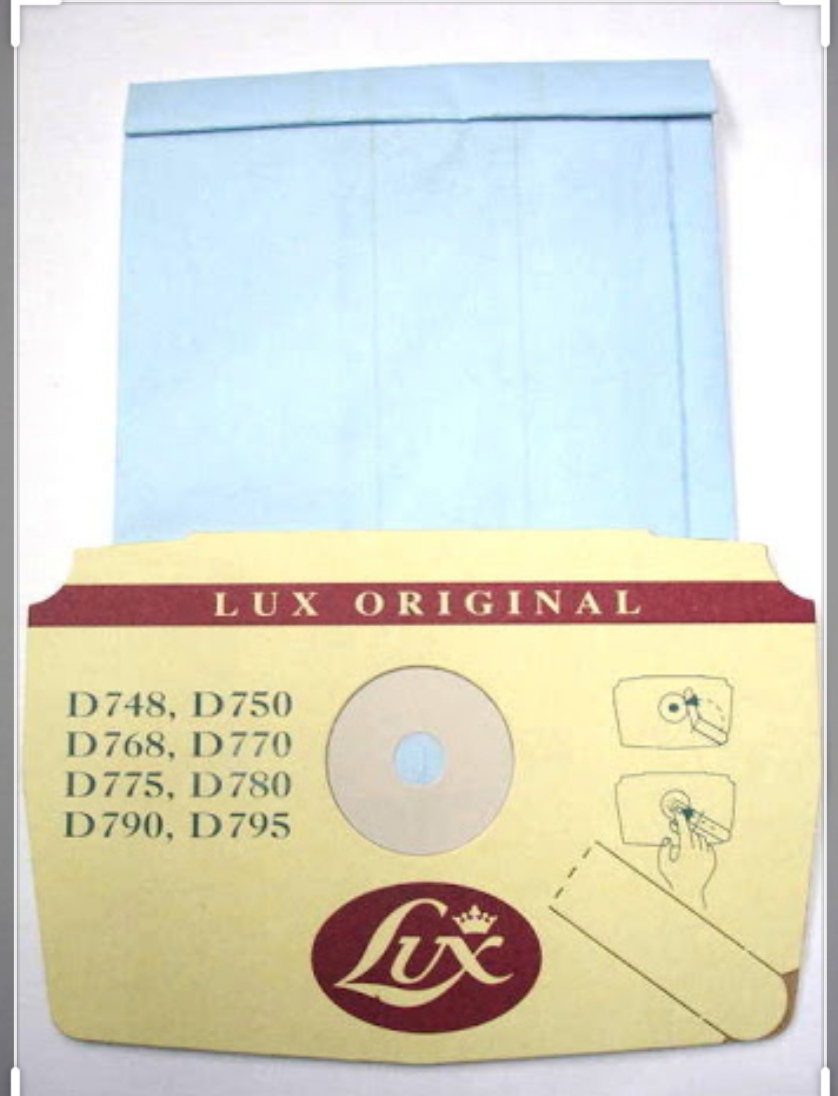 LUX ORIGINAL
D748, D750
D768, D770
D775, D780
D790, D795
Lux